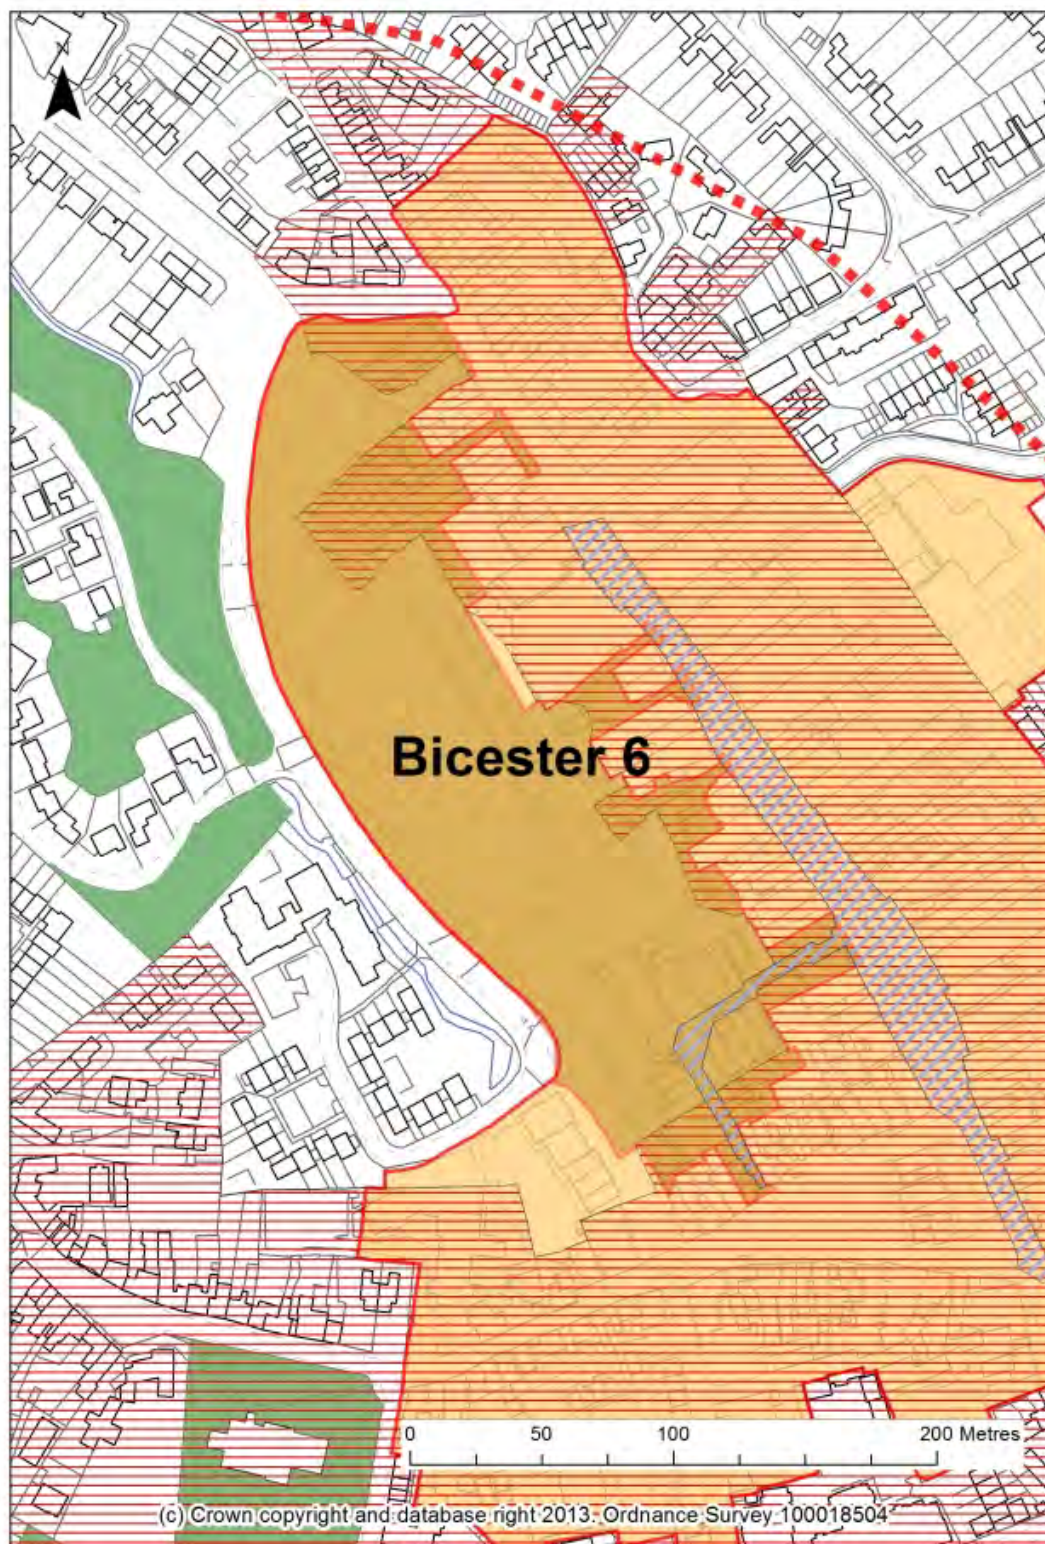 Bicester 6
0 50 100 200 Metres
(c) Crown copyright and database right 2013. Ordnance Survey 100018504